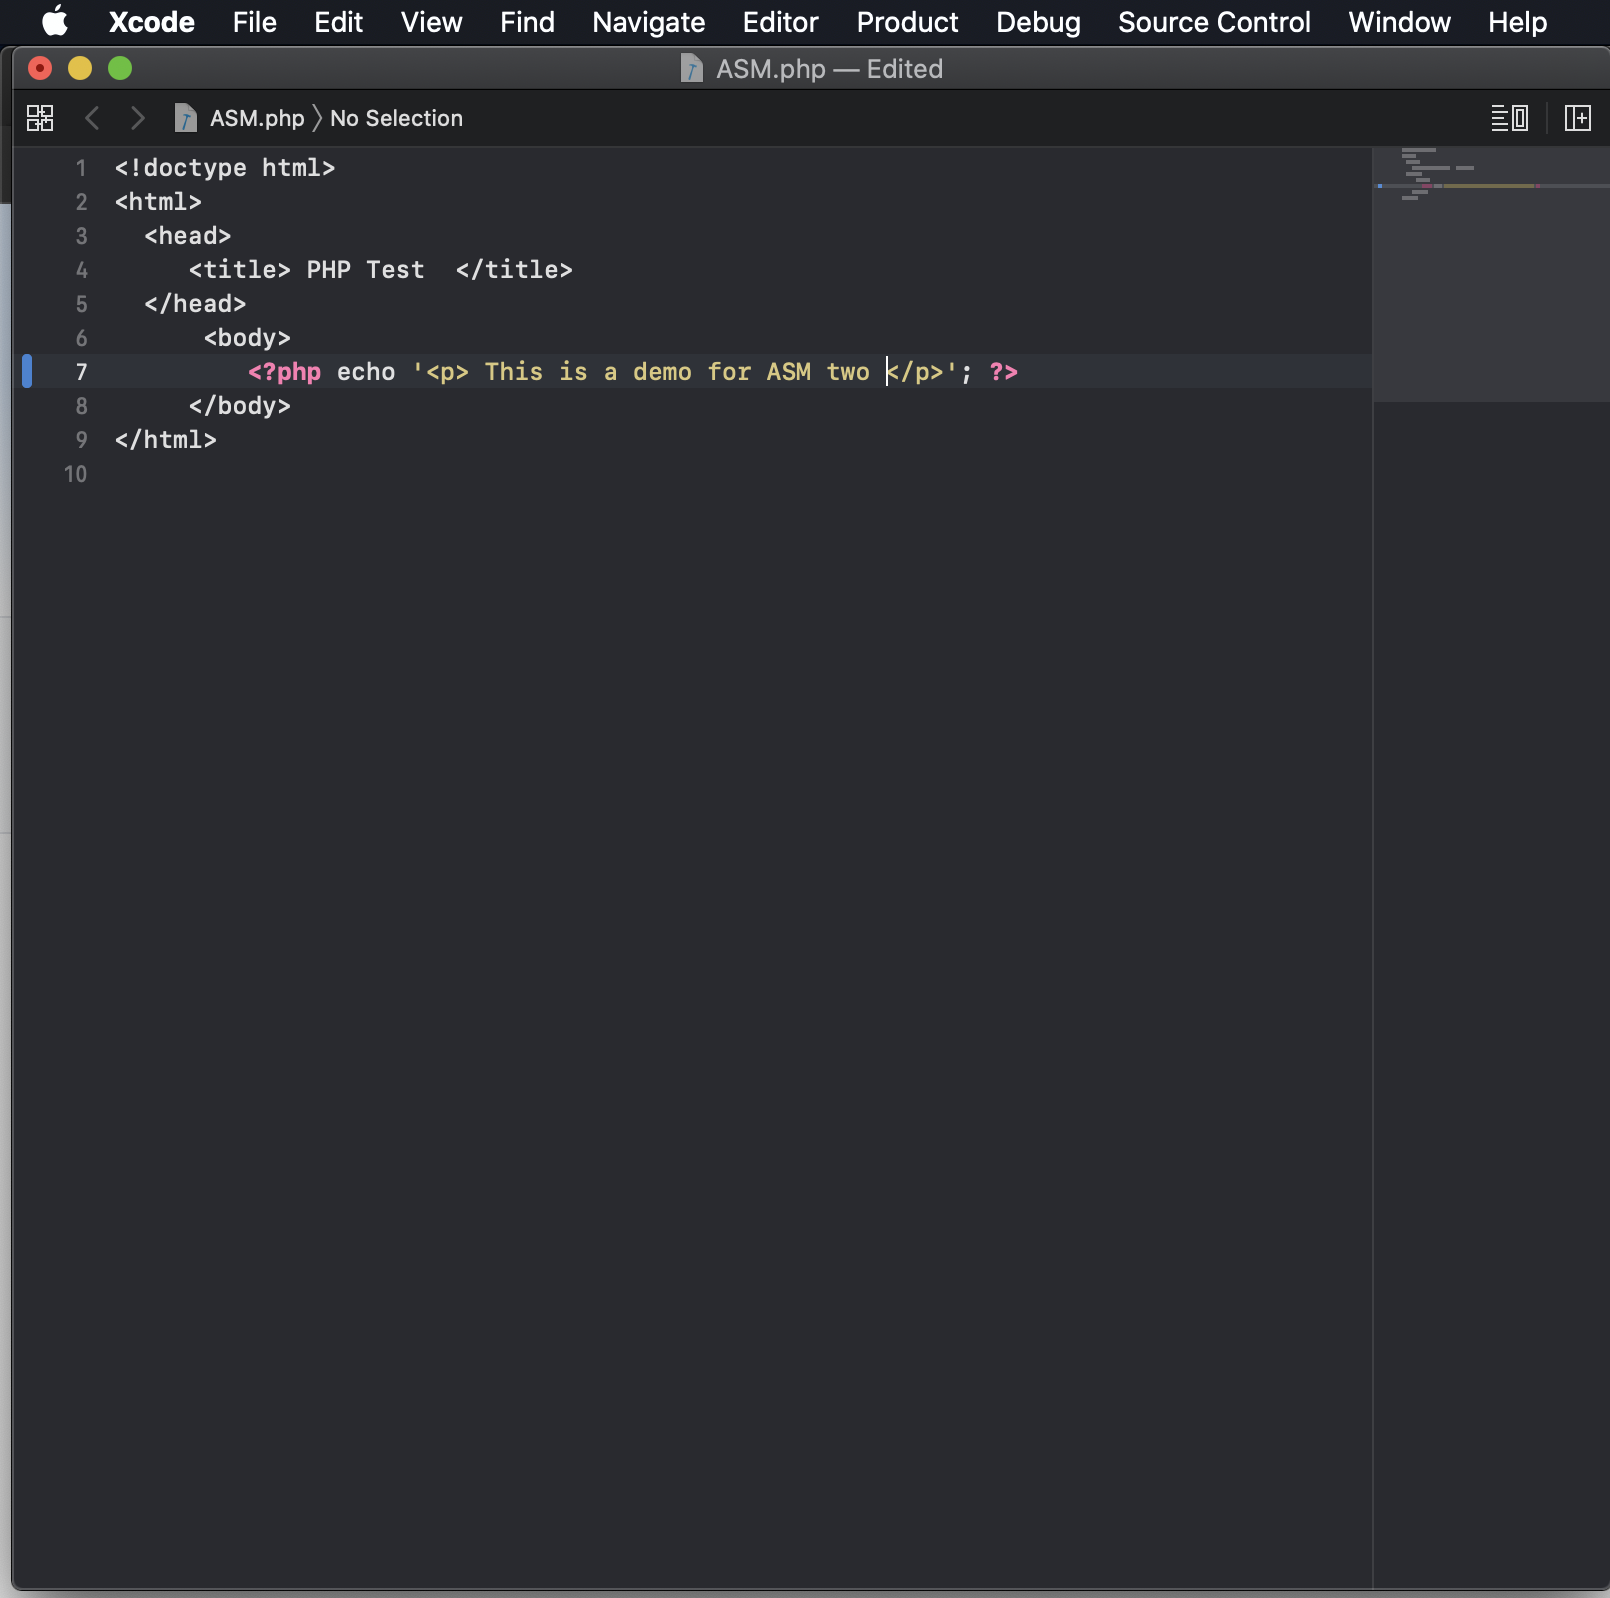 Xcode File Edit View Find Navigate Editor Product Debug Source Control Window Help
ASM.php — Edited
ASM.php 〉 No Selection
1 <!doctype html>
2 <html>
3   <head>
4      <title> PHP Test  </title>
5   </head>
6       <body>
7          <?php echo '<p> This is a demo for ASM two </p>'; ?>
8      </body>
9 </html>
10